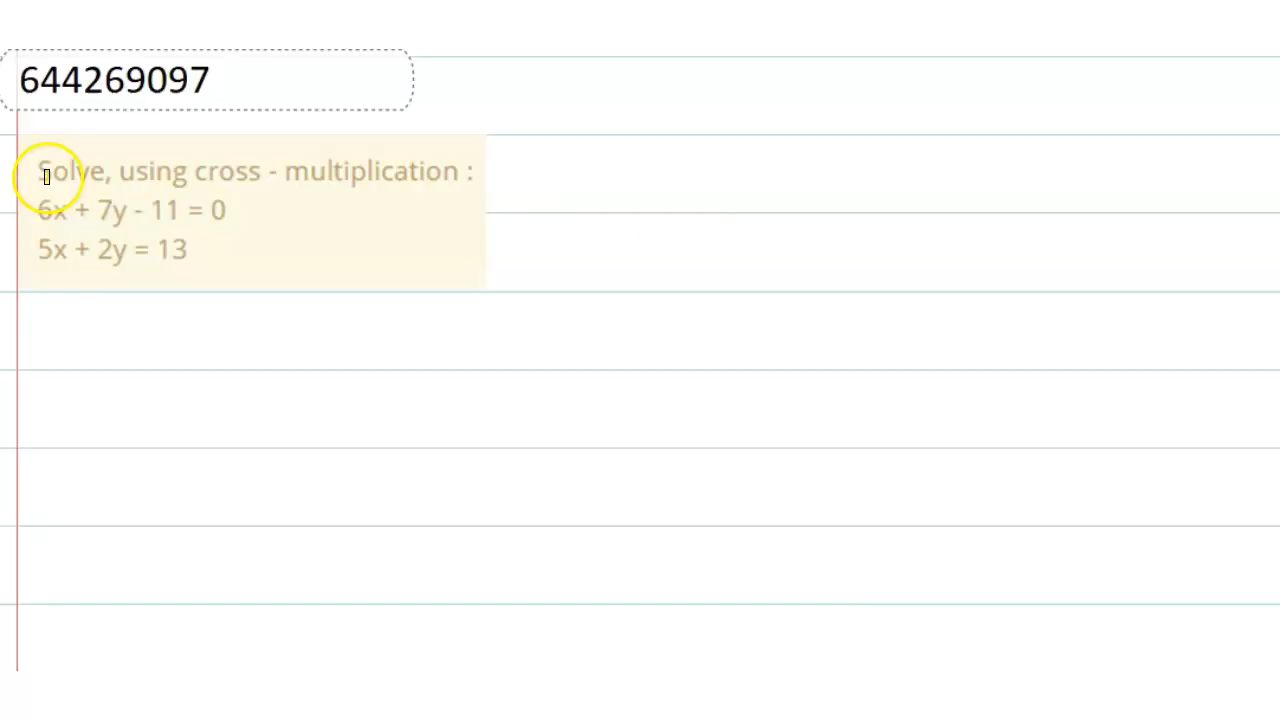 644269097
Solve, using cross - multiplication :
6x + 7y - 11 = 0
5x + 2y = 13